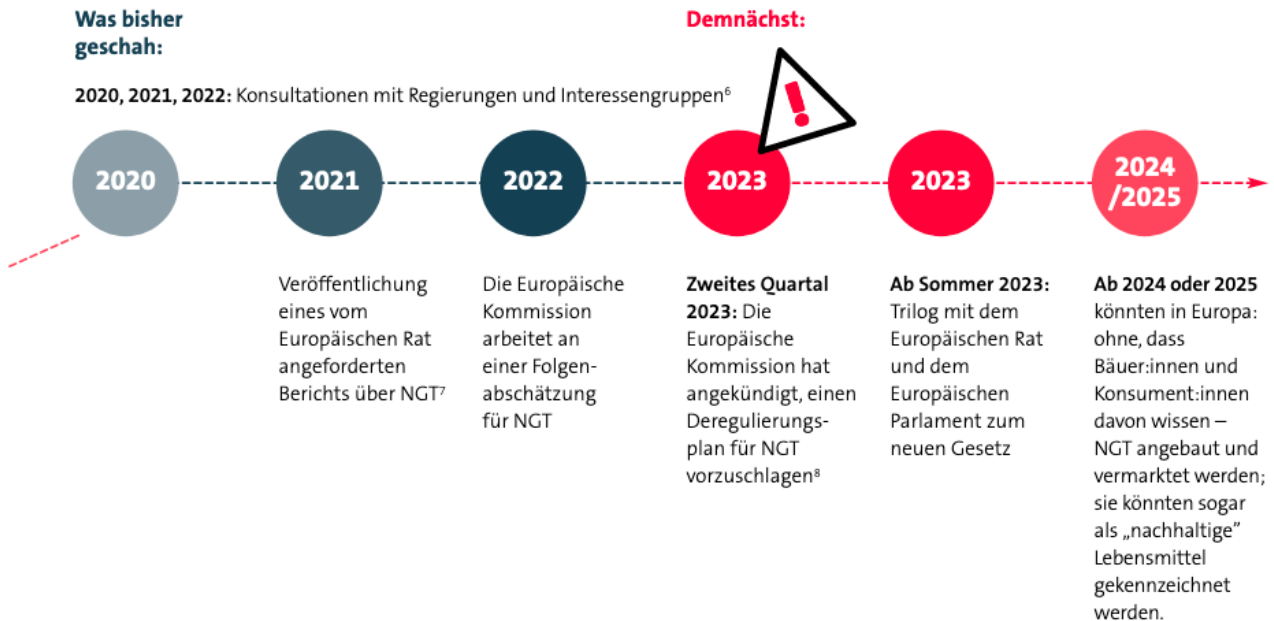 Was bisher
geschah:
Demnächst:
2020, 2021, 2022: Konsultationen mit Regierungen und Interessengruppen⁶
!
2020
2021
2022
2023
2023
2024
/2025
Veröffentlichung
eines vom
Europäischen Rat
angeforderten
Berichts über NGT⁷
Die Europäische
Kommission
arbeitet an
einer Folgen-
abschätzung
für NGT
Zweites Quartal
2023: Die
Europäische
Kommission hat
angekündigt, einen
Deregulierungs-
plan für NGT
vorzuschlagen⁸
Ab Sommer 2023:
Trilog mit dem
Europäischen Rat
und dem
Europäischen
Parlament zum
neuen Gesetz
Ab 2024 oder 2025
könnten in Europa:
ohne, dass
Bäuer:innen und
Konsument:innen
davon wissen –
NGT angebaut und
vermarktet werden;
sie könnten sogar
als „nachhaltige”
Lebensmittel
gekennzeichnet
werden.